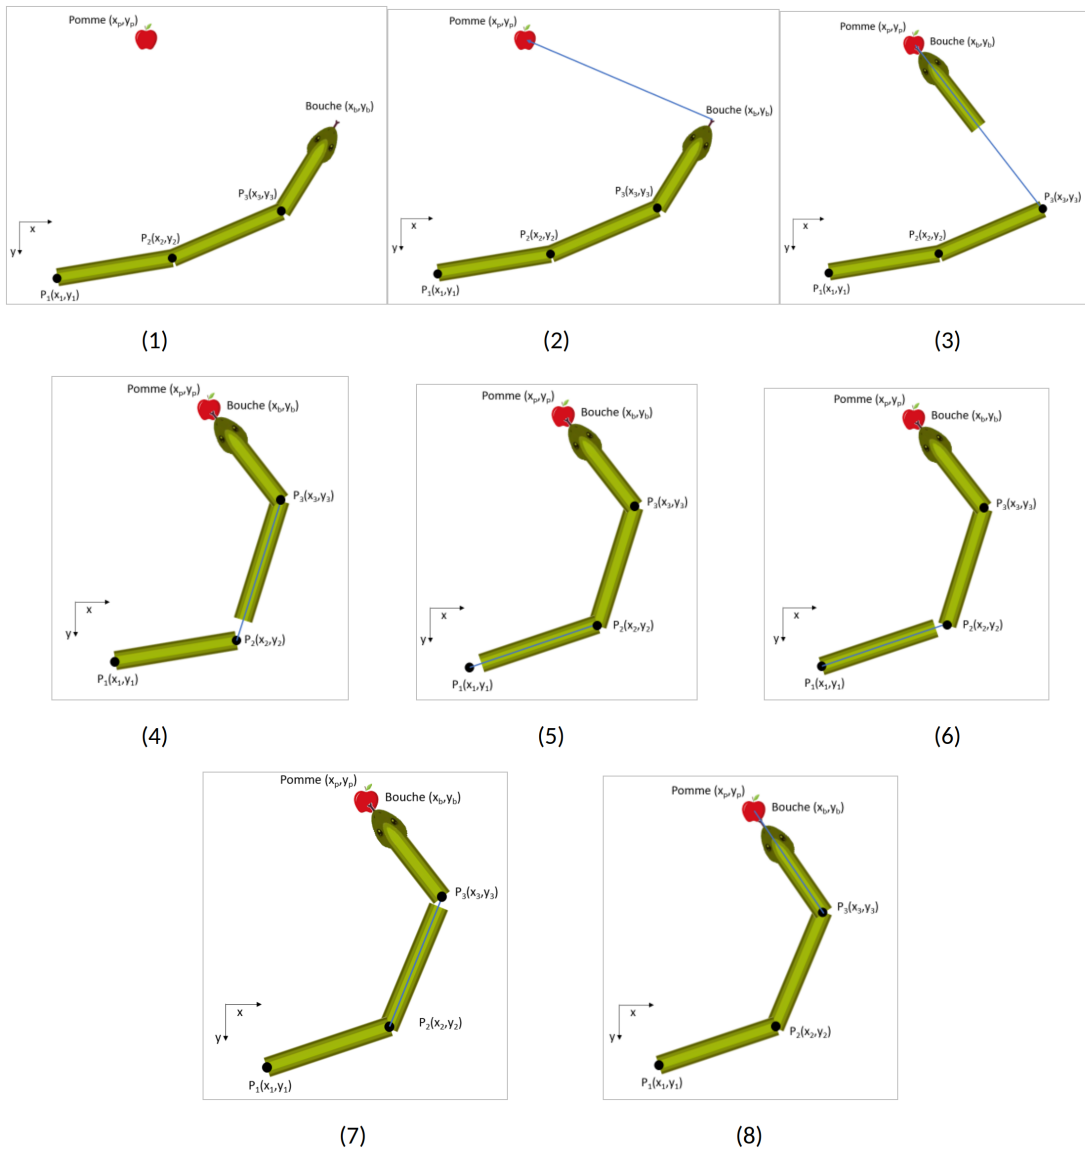 Pomme (xp,yp)
Bouche (xb,yb)
P3(x3,y3)
x
P2(x2,y2)
y
P1(x1,y1)
(1)
Pomme (xp,yp)
Bouche (xb,yb)
P3(x3,y3)
x
P2(x2,y2)
y
P1(x1,y1)
(2)
Pomme (xp,yp)
Bouche (xb,yb)
P3(x3,y3)
x
P2(x2,y2)
y
P1(x1,y1)
(3)
Pomme (xp,yp)
Bouche (xb,yb)
P3(x3,y3)
x
y
P2(x2,y2)
P1(x1,y1)
(4)
Pomme (xp,yp)
Bouche (xb,yb)
P3(x3,y3)
x
P2(x2,y2)
y
P1(x1,y1)
(5)
Pomme (xp,yp)
Bouche (xb,yb)
P3(x3,y3)
x
P2(x2,y2)
y
P1(x1,y1)
(6)
Pomme (xp,yp)
Bouche (xb,yb)
P3(x3,y3)
x
P2(x2,y2)
y
P1(x1,y1)
(7)
Pomme (xp,yp)
Bouche (xb,yb)
P3(x3,y3)
x
P2(x2,y2)
y
P1(x1,y1)
(8)